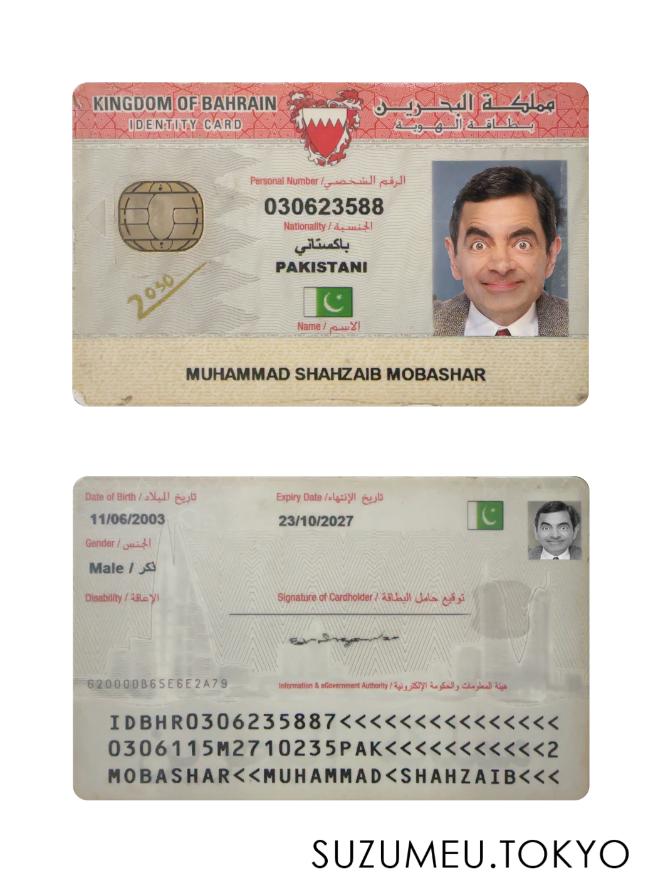 KINGDOM OF BAHRAIN مملكة البحرين
IDENTITY CARD بطاقة الهوية
Personal Number / الرقم الشخصي
030623588
Nationality / الجنسية
باكستاني
PAKISTANI
2030
Name / الاسم
MUHAMMAD SHAHZAIB MOBASHAR
Date of Birth / تاريخ الميلاد Expiry Date / تاريخ الإنتهاء
11/06/2003 23/10/2027
Gender / الجنس
Male / ذكر
Disability / الإعاقة Signature of Cardholder / توقيع حامل البطاقة
620000B65E6E2A79 Information & eGovernment Authority / هيئة المعلومات والحكومة الإلكترونية
IDBHR0306235887<<<<<<<<<<<<<<<
0306115M2710235PAK<<<<<<<<<<<2
MOBASHAR<<MUHAMMAD<SHAHZAIB<<<
SUZUMEU.TOKYO